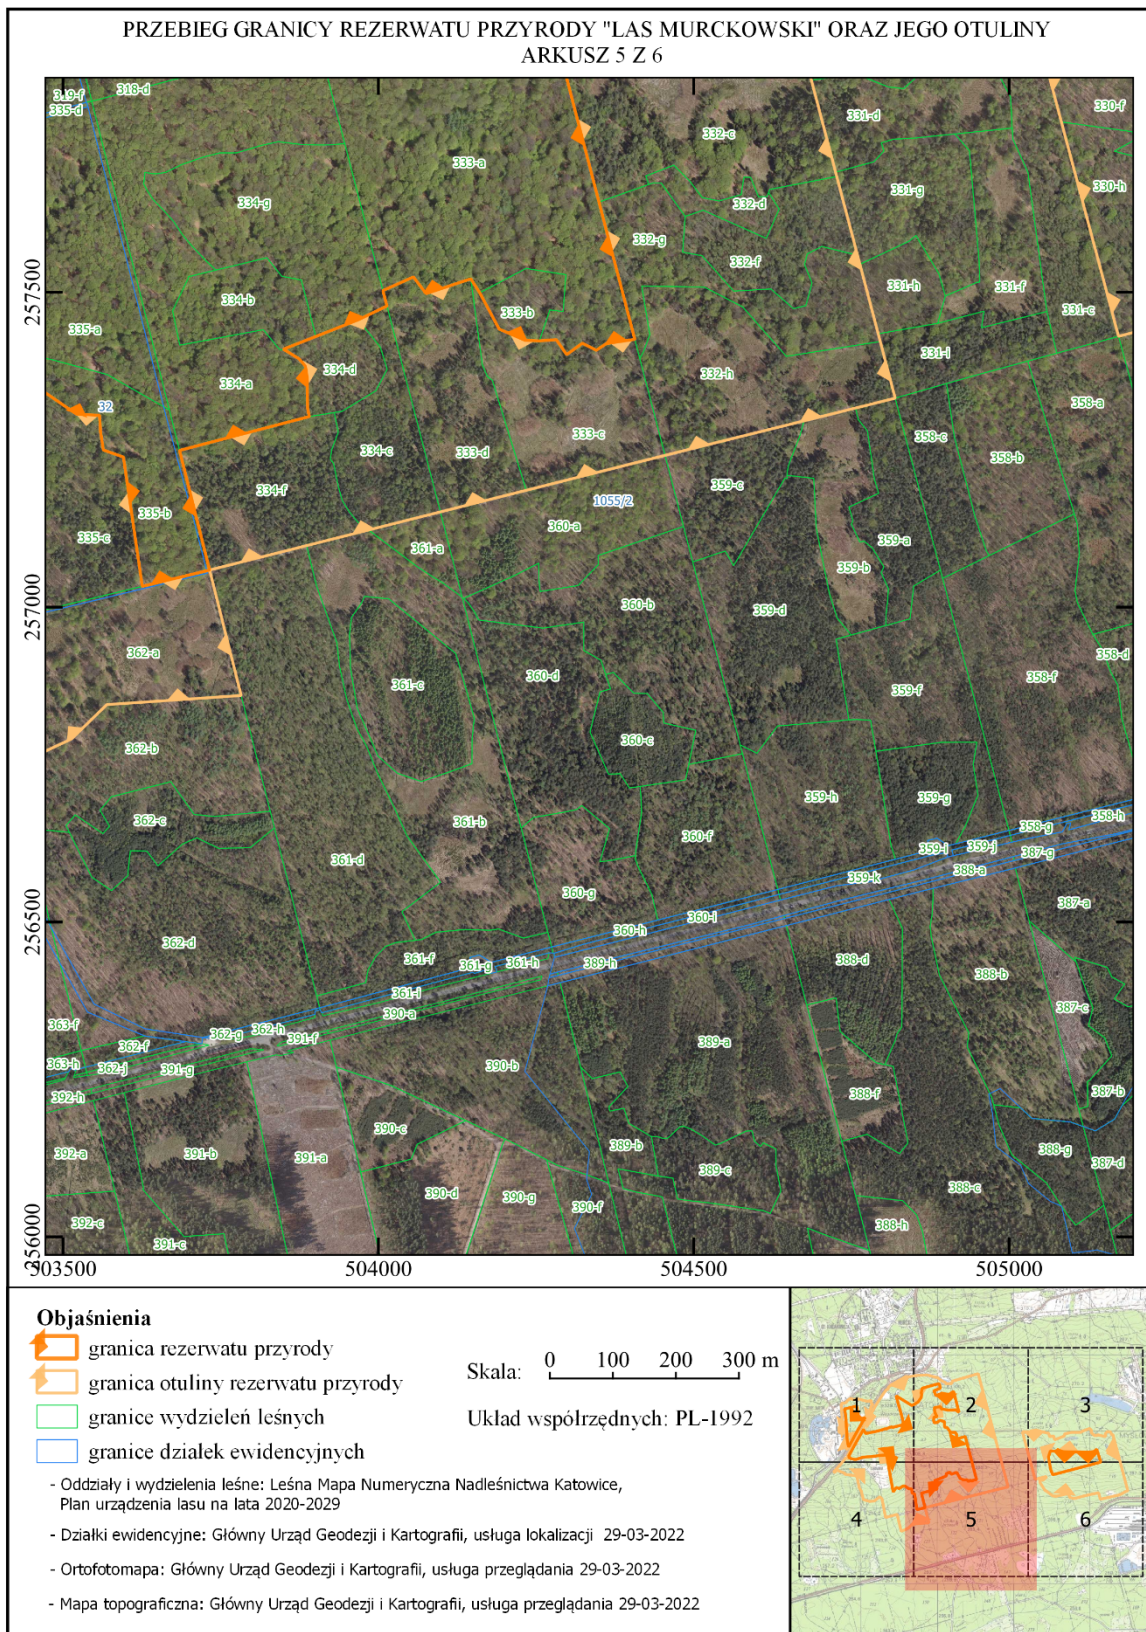 PRZEBIEG GRANICY REZERWATU PRZYRODY "LAS MURCKOWSKI" ORAZ JEGO OTULINY
ARKUSZ 5 Z 6
319-f
318-d
335-d
333-a
332-c
331-d
330-f
334-g
332-d
331-g
330-h
332-g
332-f
257500
334-b
333-b
331-h
331-f
331-c
335-a
334-a
334-d
332-h
331-i
358-a
32
334-c
333-d
333-c
358-c
358-b
334-f
359-c
1055/2
335-b
335-c
361-a
360-a
359-a
359-b
257000
360-b
359-d
362-a
358-d
361-c
360-d
359-f
358-f
362-b
360-c
362-c
361-b
360-f
359-h
359-g
358-g
358-h
361-d
359-i
359-j
387-g
359-k
388-a
360-g
256500
360-h
360-i
387-a
362-d
361-f
361-g
361-h
389-h
388-d
388-b
361-i
387-c
390-a
363-f
362-f
362-g
362-h
391-f
389-a
363-h
362-j
391-g
390-b
388-f
387-b
392-h
390-c
392-a
391-b
391-a
389-b
388-g
387-d
389-c
390-d
390-g
390-f
388-c
392-c
391-c
388-h
256000
503500
504000
504500
505000
Objaśnienia
granica rezerwatu przyrody
granica otuliny rezerwatu przyrody
granice wydzieleń leśnych
granice działek ewidencyjnych
Skala:
0 100 200 300 m
Układ współrzędnych: PL-1992
- Oddziały i wydzielenia leśne: Leśna Mapa Numeryczna Nadleśnictwa Katowice,
Plan urządzenia lasu na lata 2020-2029
- Działki ewidencyjne: Główny Urząd Geodezji i Kartografii, usługa lokalizacji 29-03-2022
- Ortofotomapa: Główny Urząd Geodezji i Kartografii, usługa przeglądania 29-03-2022
- Mapa topograficzna: Główny Urząd Geodezji i Kartografii, usługa przeglądania 29-03-2022
1
2
3
4
5
6